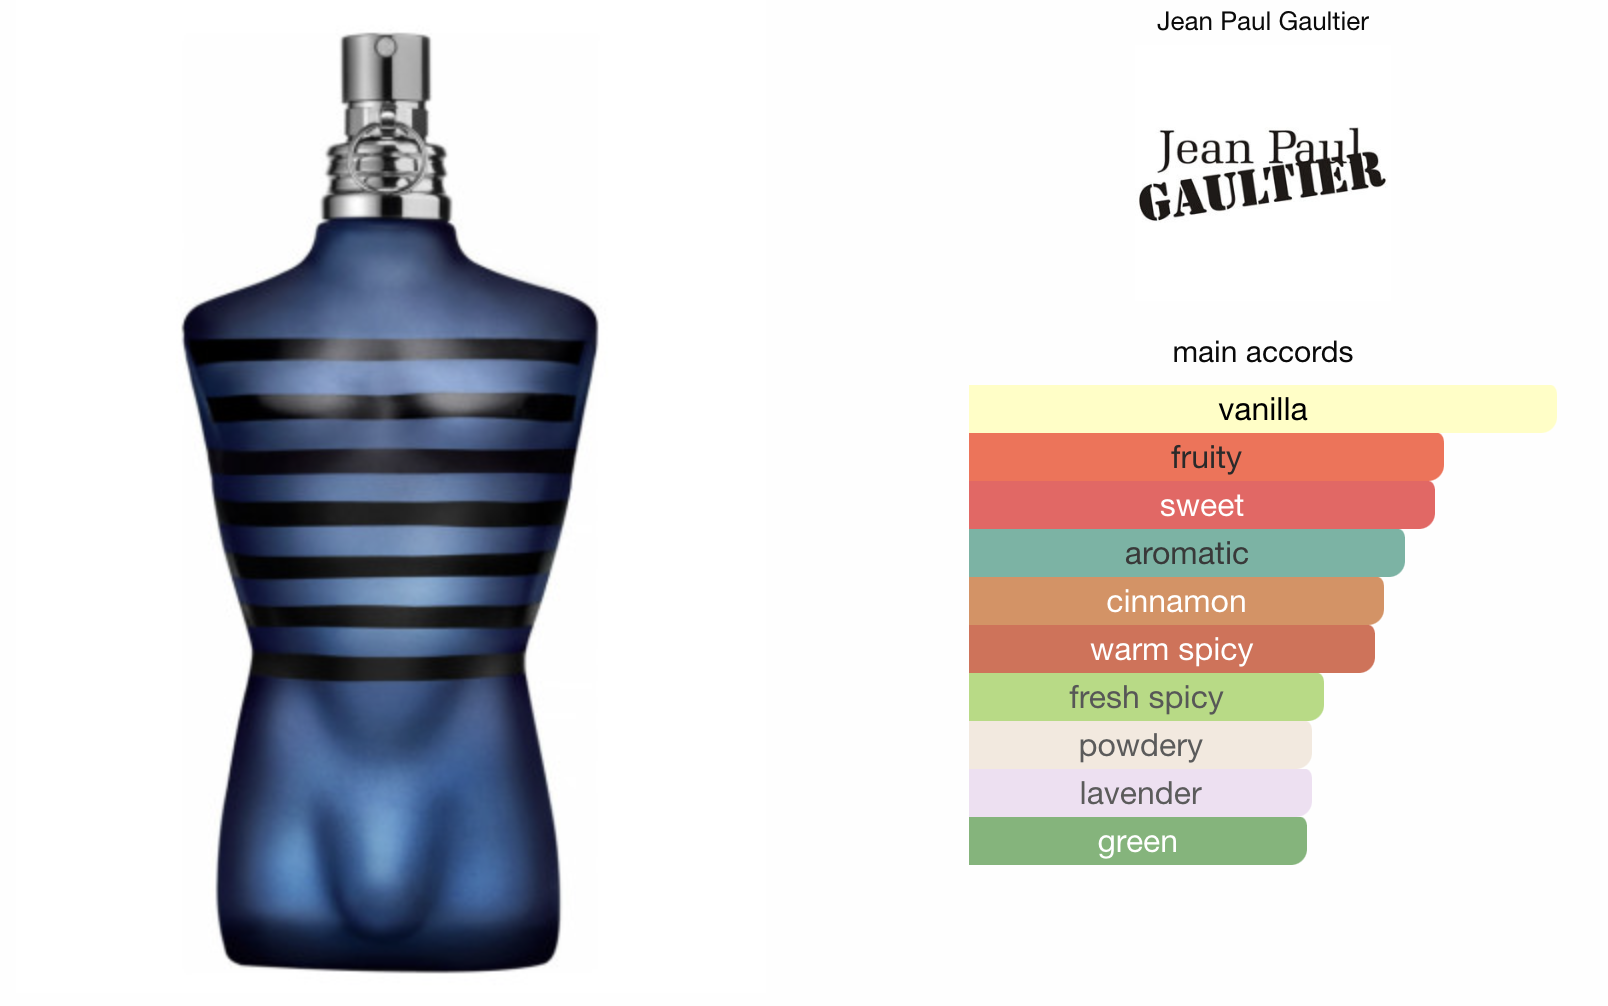 Jean Paul Gaultier
Jean Paul
GAULTIER
main accords
vanilla
fruity
sweet
aromatic
cinnamon
warm spicy
fresh spicy
powdery
lavender
green